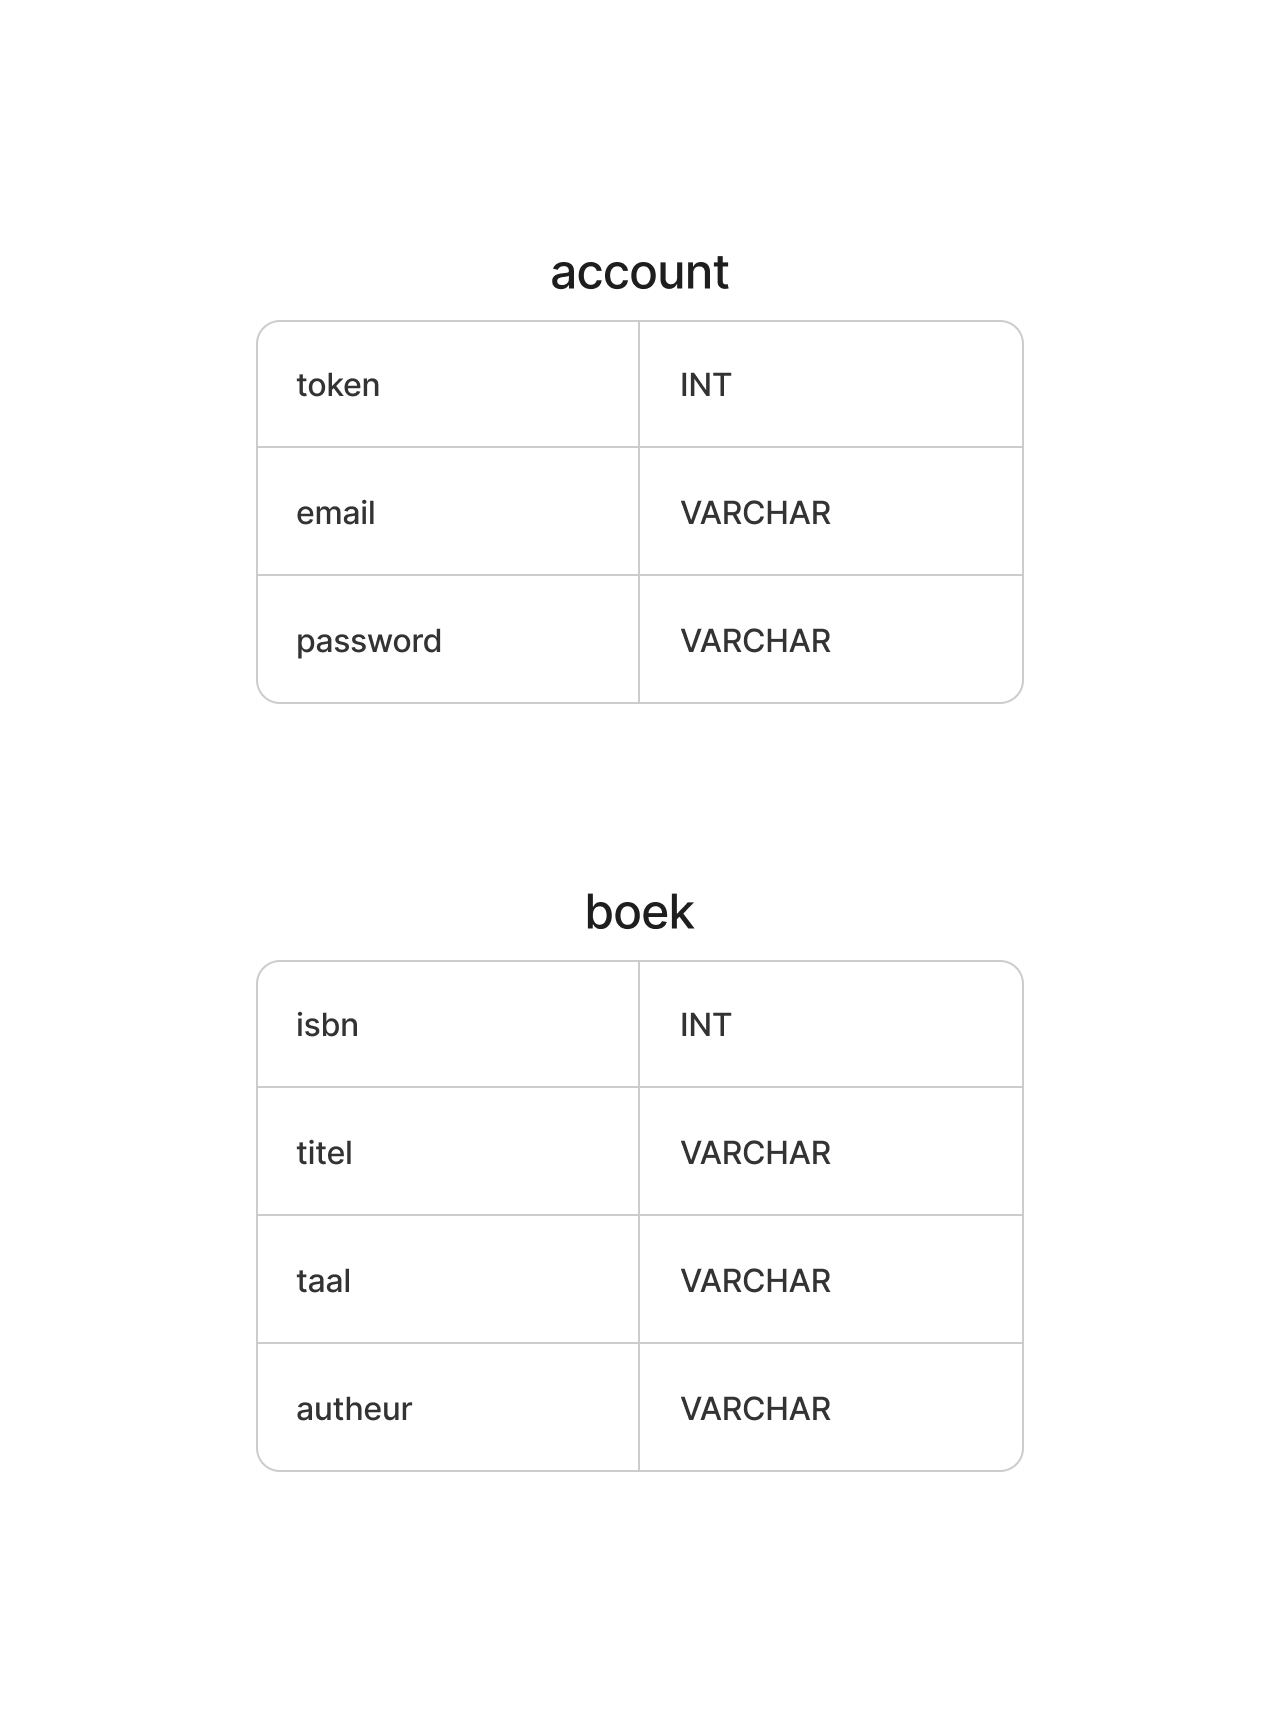 account
token INT
email VARCHAR
password VARCHAR
boek
isbn INT
titel VARCHAR
taal VARCHAR
autheur VARCHAR